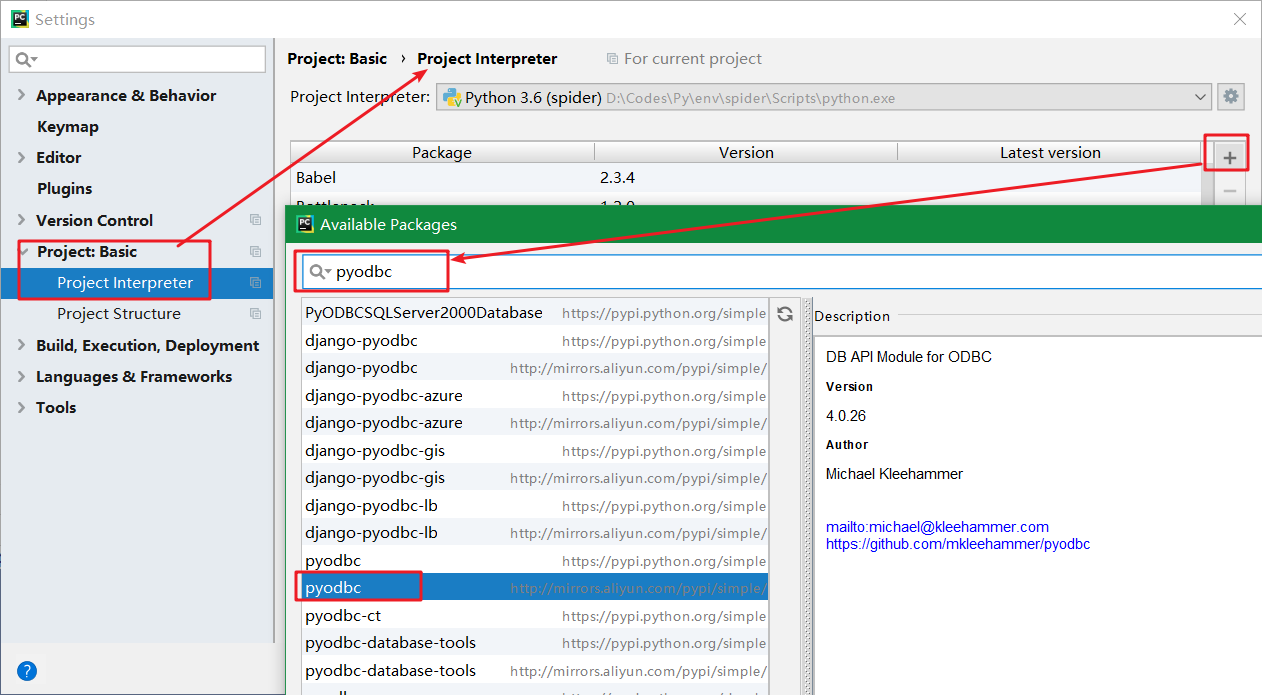 PC Settings
Appearance & Behavior
Keymap
Editor
Plugins
Version Control
Project: Basic
Project Interpreter
Project Structure
Build, Execution, Deployment
Languages & Frameworks
Tools
?
Project: Basic › Project Interpreter For current project
Project Interpreter: Python 3.6 (spider) D:\Codes\Py\env\spider\Scripts\python.exe
Package Version Latest version
Babel 2.3.4
PC Available Packages
pyodbc
PyODBCSQLServer2000Database https://pypi.python.org/simple
django-pyodbc https://pypi.python.org/simple
django-pyodbc http://mirrors.aliyun.com/pypi/simple/
django-pyodbc-azure https://pypi.python.org/simple
django-pyodbc-azure http://mirrors.aliyun.com/pypi/simple/
django-pyodbc-gis https://pypi.python.org/simple
django-pyodbc-gis http://mirrors.aliyun.com/pypi/simple/
django-pyodbc-lb https://pypi.python.org/simple
django-pyodbc-lb http://mirrors.aliyun.com/pypi/simple/
pyodbc https://pypi.python.org/simple
pyodbc http://mirrors.aliyun.com/pypi/simple/
pyodbc-ct https://pypi.python.org/simple
pyodbc-database-tools https://pypi.python.org/simple
pyodbc-database-tools http://mirrors.aliyun.com/pypi/simple/
Description
DB API Module for ODBC
Version
4.0.26
Author
Michael Kleehammer
mailto:michael@kleehammer.com
https://github.com/mkleehammer/pyodbc